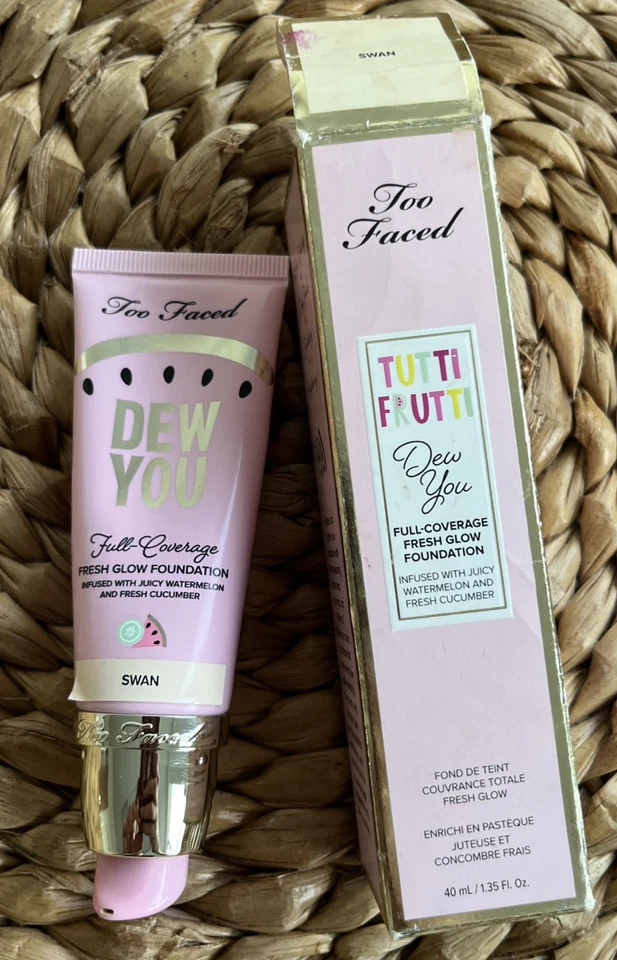 Too Faced
DEW
YOU
Full-Coverage
FRESH GLOW FOUNDATION
INFUSED WITH JUICY WATERMELON
AND FRESH CUCUMBER
SWAN
Too Faced
SWAN
Too
Faced
TUTTi
FRUTTi
Dew
You
FULL-COVERAGE
FRESH GLOW
FOUNDATION
INFUSED WITH JUICY
WATERMELON AND
FRESH CUCUMBER
FOND DE TEINT
COUVRANCE TOTALE
FRESH GLOW
ENRICHI EN PASTÈQUE
JUTEUSE ET
CONCOMBRE FRAIS
40 mL / 1.35 Fl. Oz.